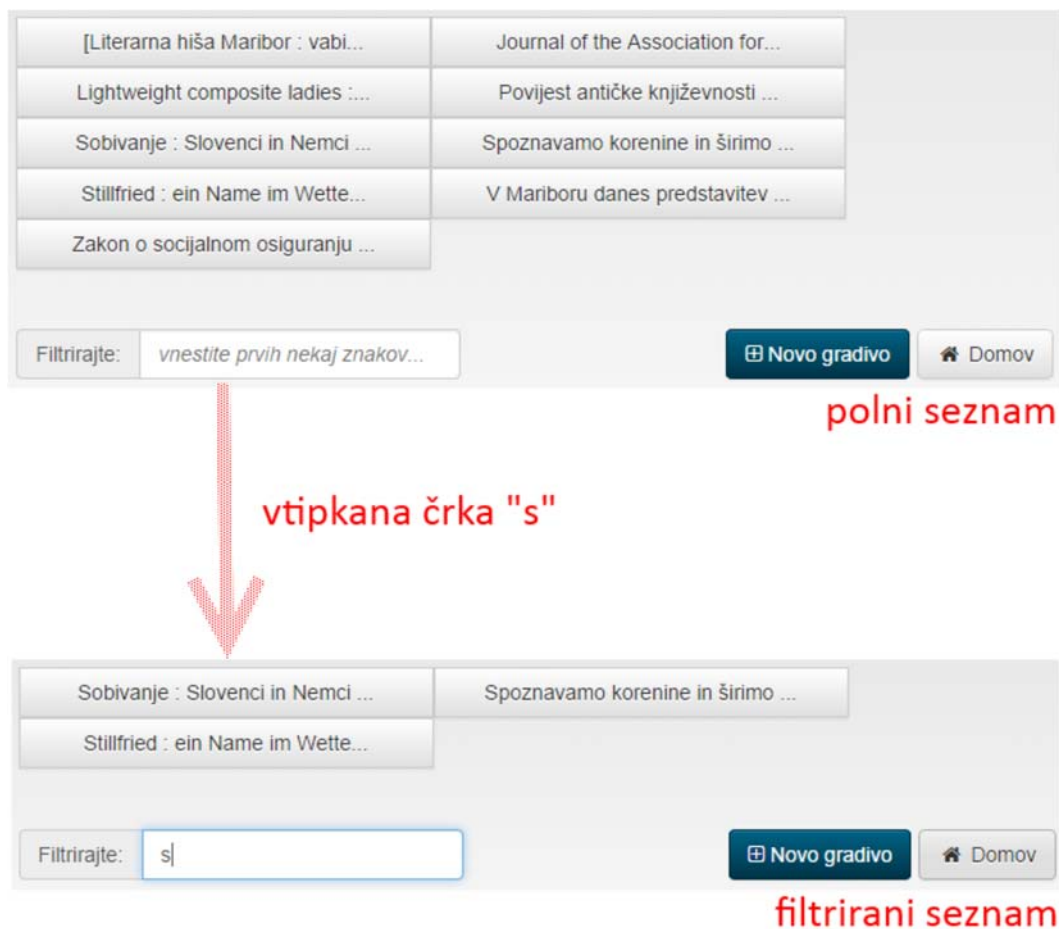 [Literarna hiša Maribor : vabi... Journal of the Association for...
Lightweight composite ladies :... Povijest antičke književnosti ...
Sobivanje : Slovenci in Nemci ... Spoznavamo korenine in širimo ...
Stillfried : ein Name im Wette... V Mariboru danes predstavitev ...
Zakon o socijalnom osiguranju ...
Filtrirajte: vnestite prvih nekaj znakov... Novo gradivo Domov
polni seznam
vtipkana črka "s"
Sobivanje : Slovenci in Nemci ... Spoznavamo korenine in širimo ...
Stillfried : ein Name im Wette...
Filtrirajte: s Novo gradivo Domov
filtrirani seznam